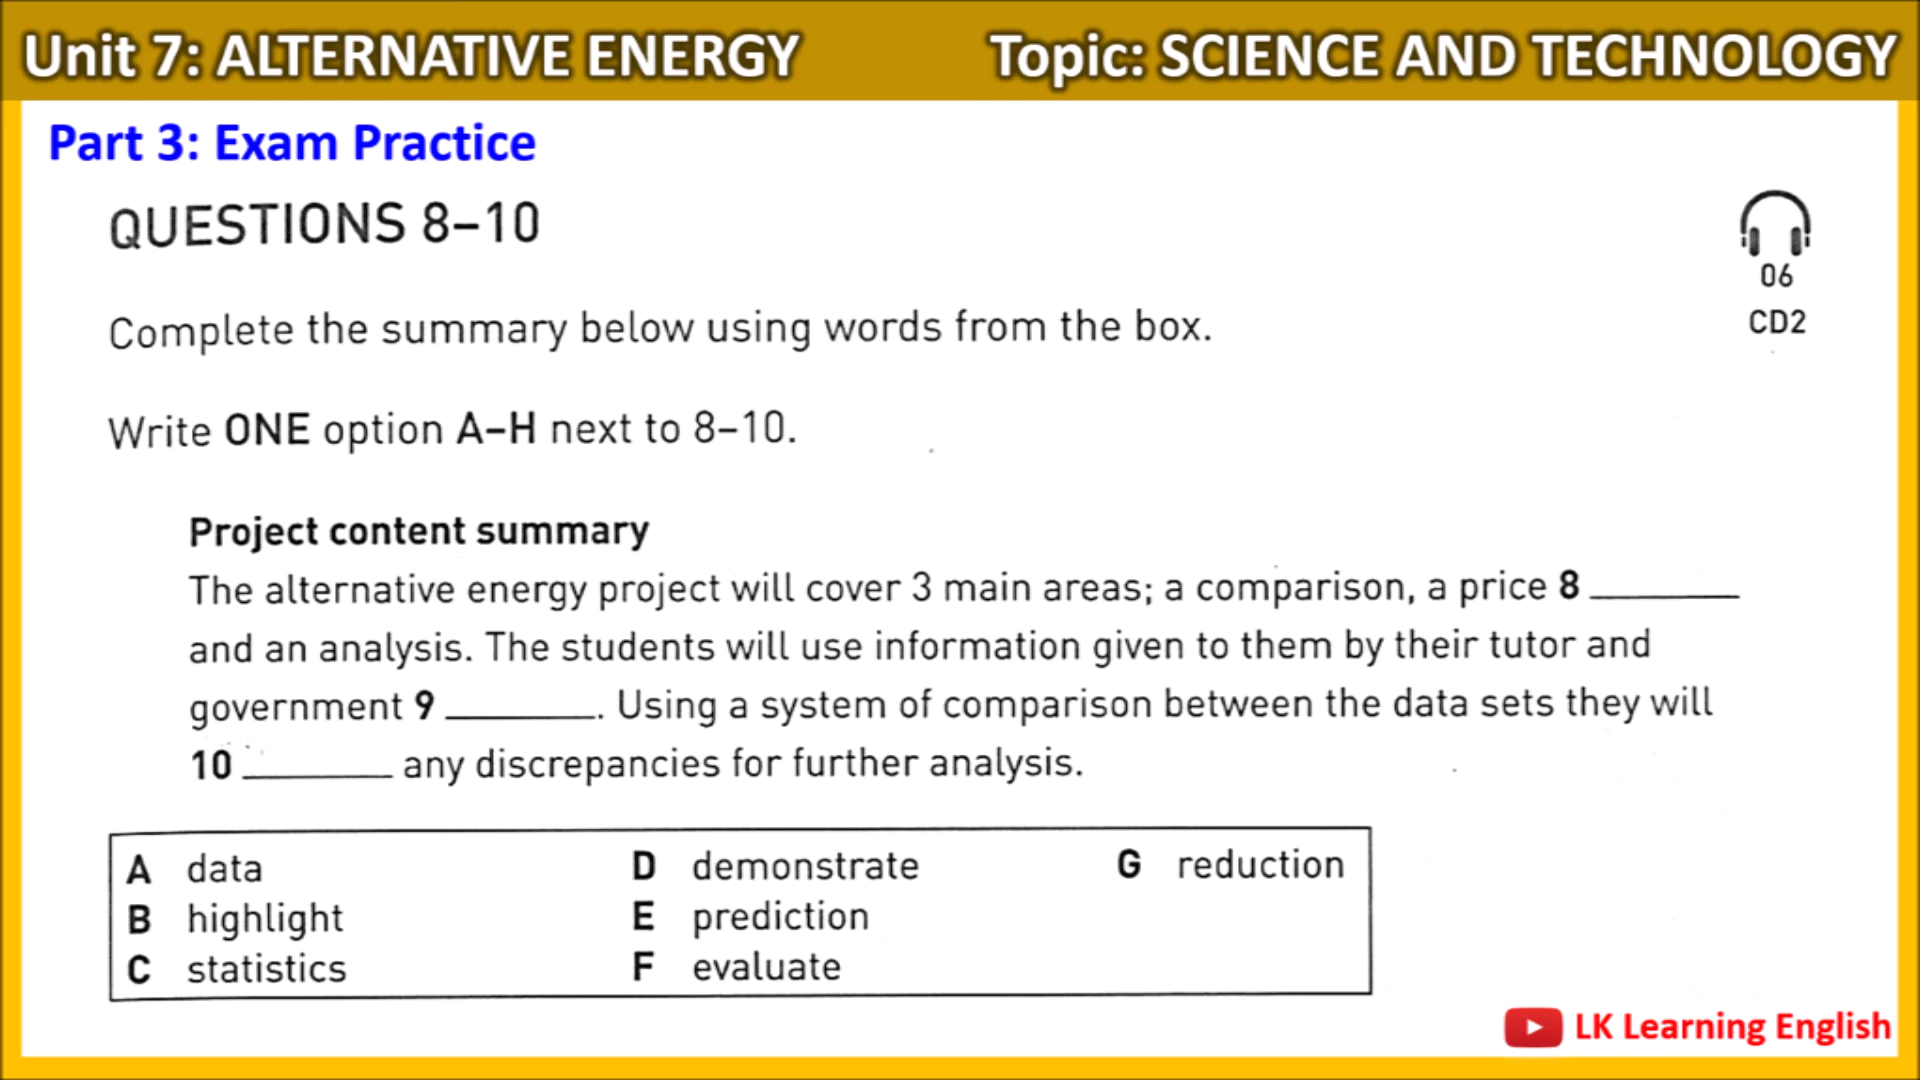 Unit 7: ALTERNATIVE ENERGY Topic: SCIENCE AND TECHNOLOGY
Part 3: Exam Practice
QUESTIONS 8–10
06
CD2
Complete the summary below using words from the box.
Write ONE option A–H next to 8–10.
Project content summary
The alternative energy project will cover 3 main areas; a comparison, a price 8 ________
and an analysis. The students will use information given to them by their tutor and
government 9 ________. Using a system of comparison between the data sets they will
10 ________ any discrepancies for further analysis.
A data D demonstrate G reduction
B highlight E prediction
C statistics F evaluate
LK Learning English